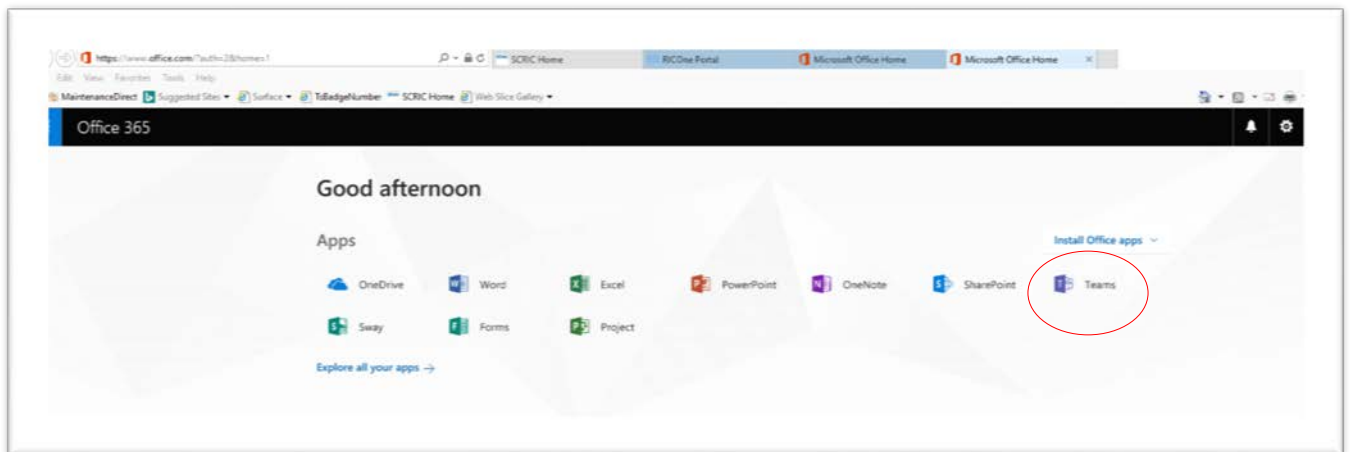 https://www.office.com/?auth=2&home=1 SCRIC Home RICOne Portal Microsoft Office Home Microsoft Office Home ×
Edit View Favorites Tools Help
MaintenanceDirect Suggested Sites Surface ToBadgeNumber SCRIC Home Web Slice Gallery
Office 365
Good afternoon
Apps
Install Office apps
OneDrive Word Excel PowerPoint OneNote SharePoint Teams
Sway Forms Project
Explore all your apps →